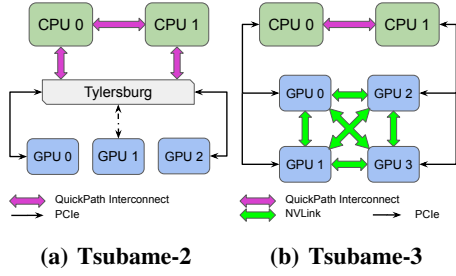 CPU 0
CPU 1
Tylersburg
GPU 0
GPU 1
GPU 2
QuickPath Interconnect
PCIe
(a) Tsubame-2
CPU 0
CPU 1
GPU 0
GPU 2
GPU 1
GPU 3
QuickPath Interconnect
NVLink
PCIe
(b) Tsubame-3